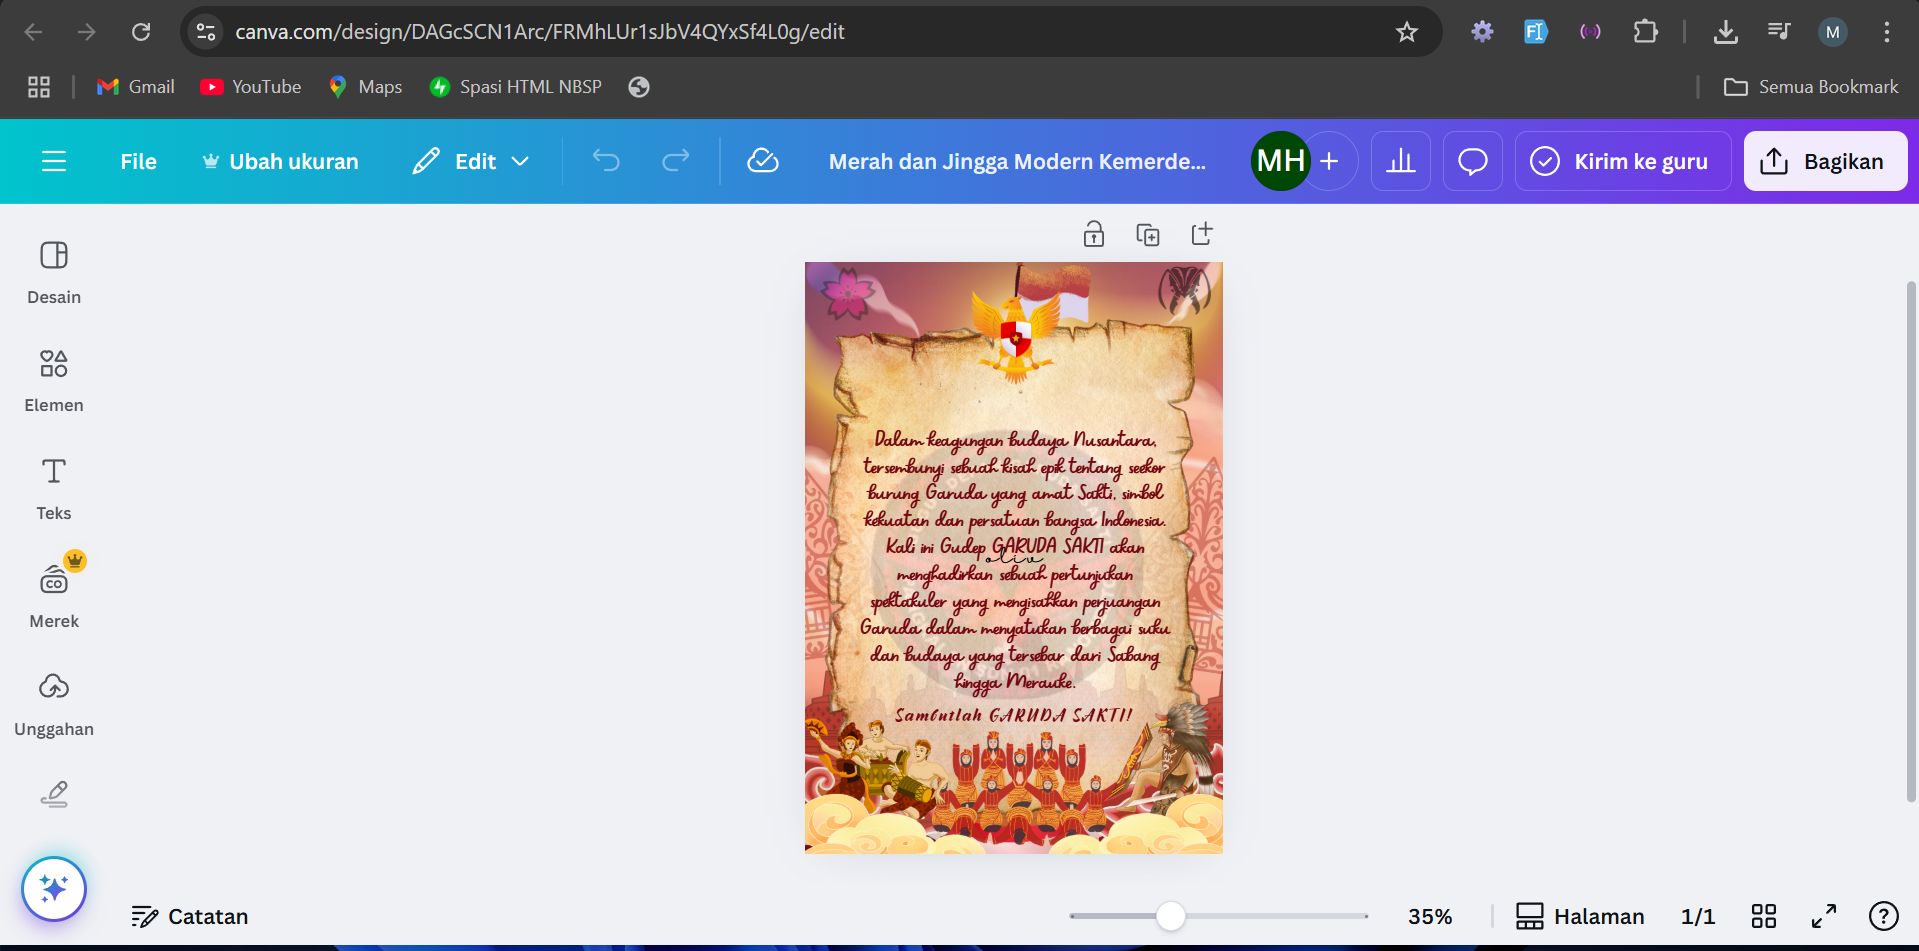 canva.com/design/DAGcSCN1Arc/FRMhLUr1sJbV4QYxSf4L0g/edit
M
Gmail
YouTube
Maps
Spasi HTML NBSP
Semua Bookmark
File
Ubah ukuran
Edit
Merah dan Jingga Modern Kemerde...
MH
Kirim ke guru
Bagikan
Desain
Elemen
Teks
Merek
Unggahan
Dalam keagungan budaya Nusantara,
tersembunyi sebuah kisah epik tentang seekor
burung Garuda yang amat Sakti, simbol
kekuatan dan persatuan bangsa Indonesia.
Kali ini Gudep GARUDA SAKTI akan
oliv
menghadirkan sebuah pertunjukan
spektakuler yang mengisahkan perjuangan
Garuda dalam menyatukan berbagai suku
dan budaya yang tersebar dari Sabang
hingga Merauke.
Sambutlah GARUDA SAKTI!
Catatan
35%
Halaman
1/1